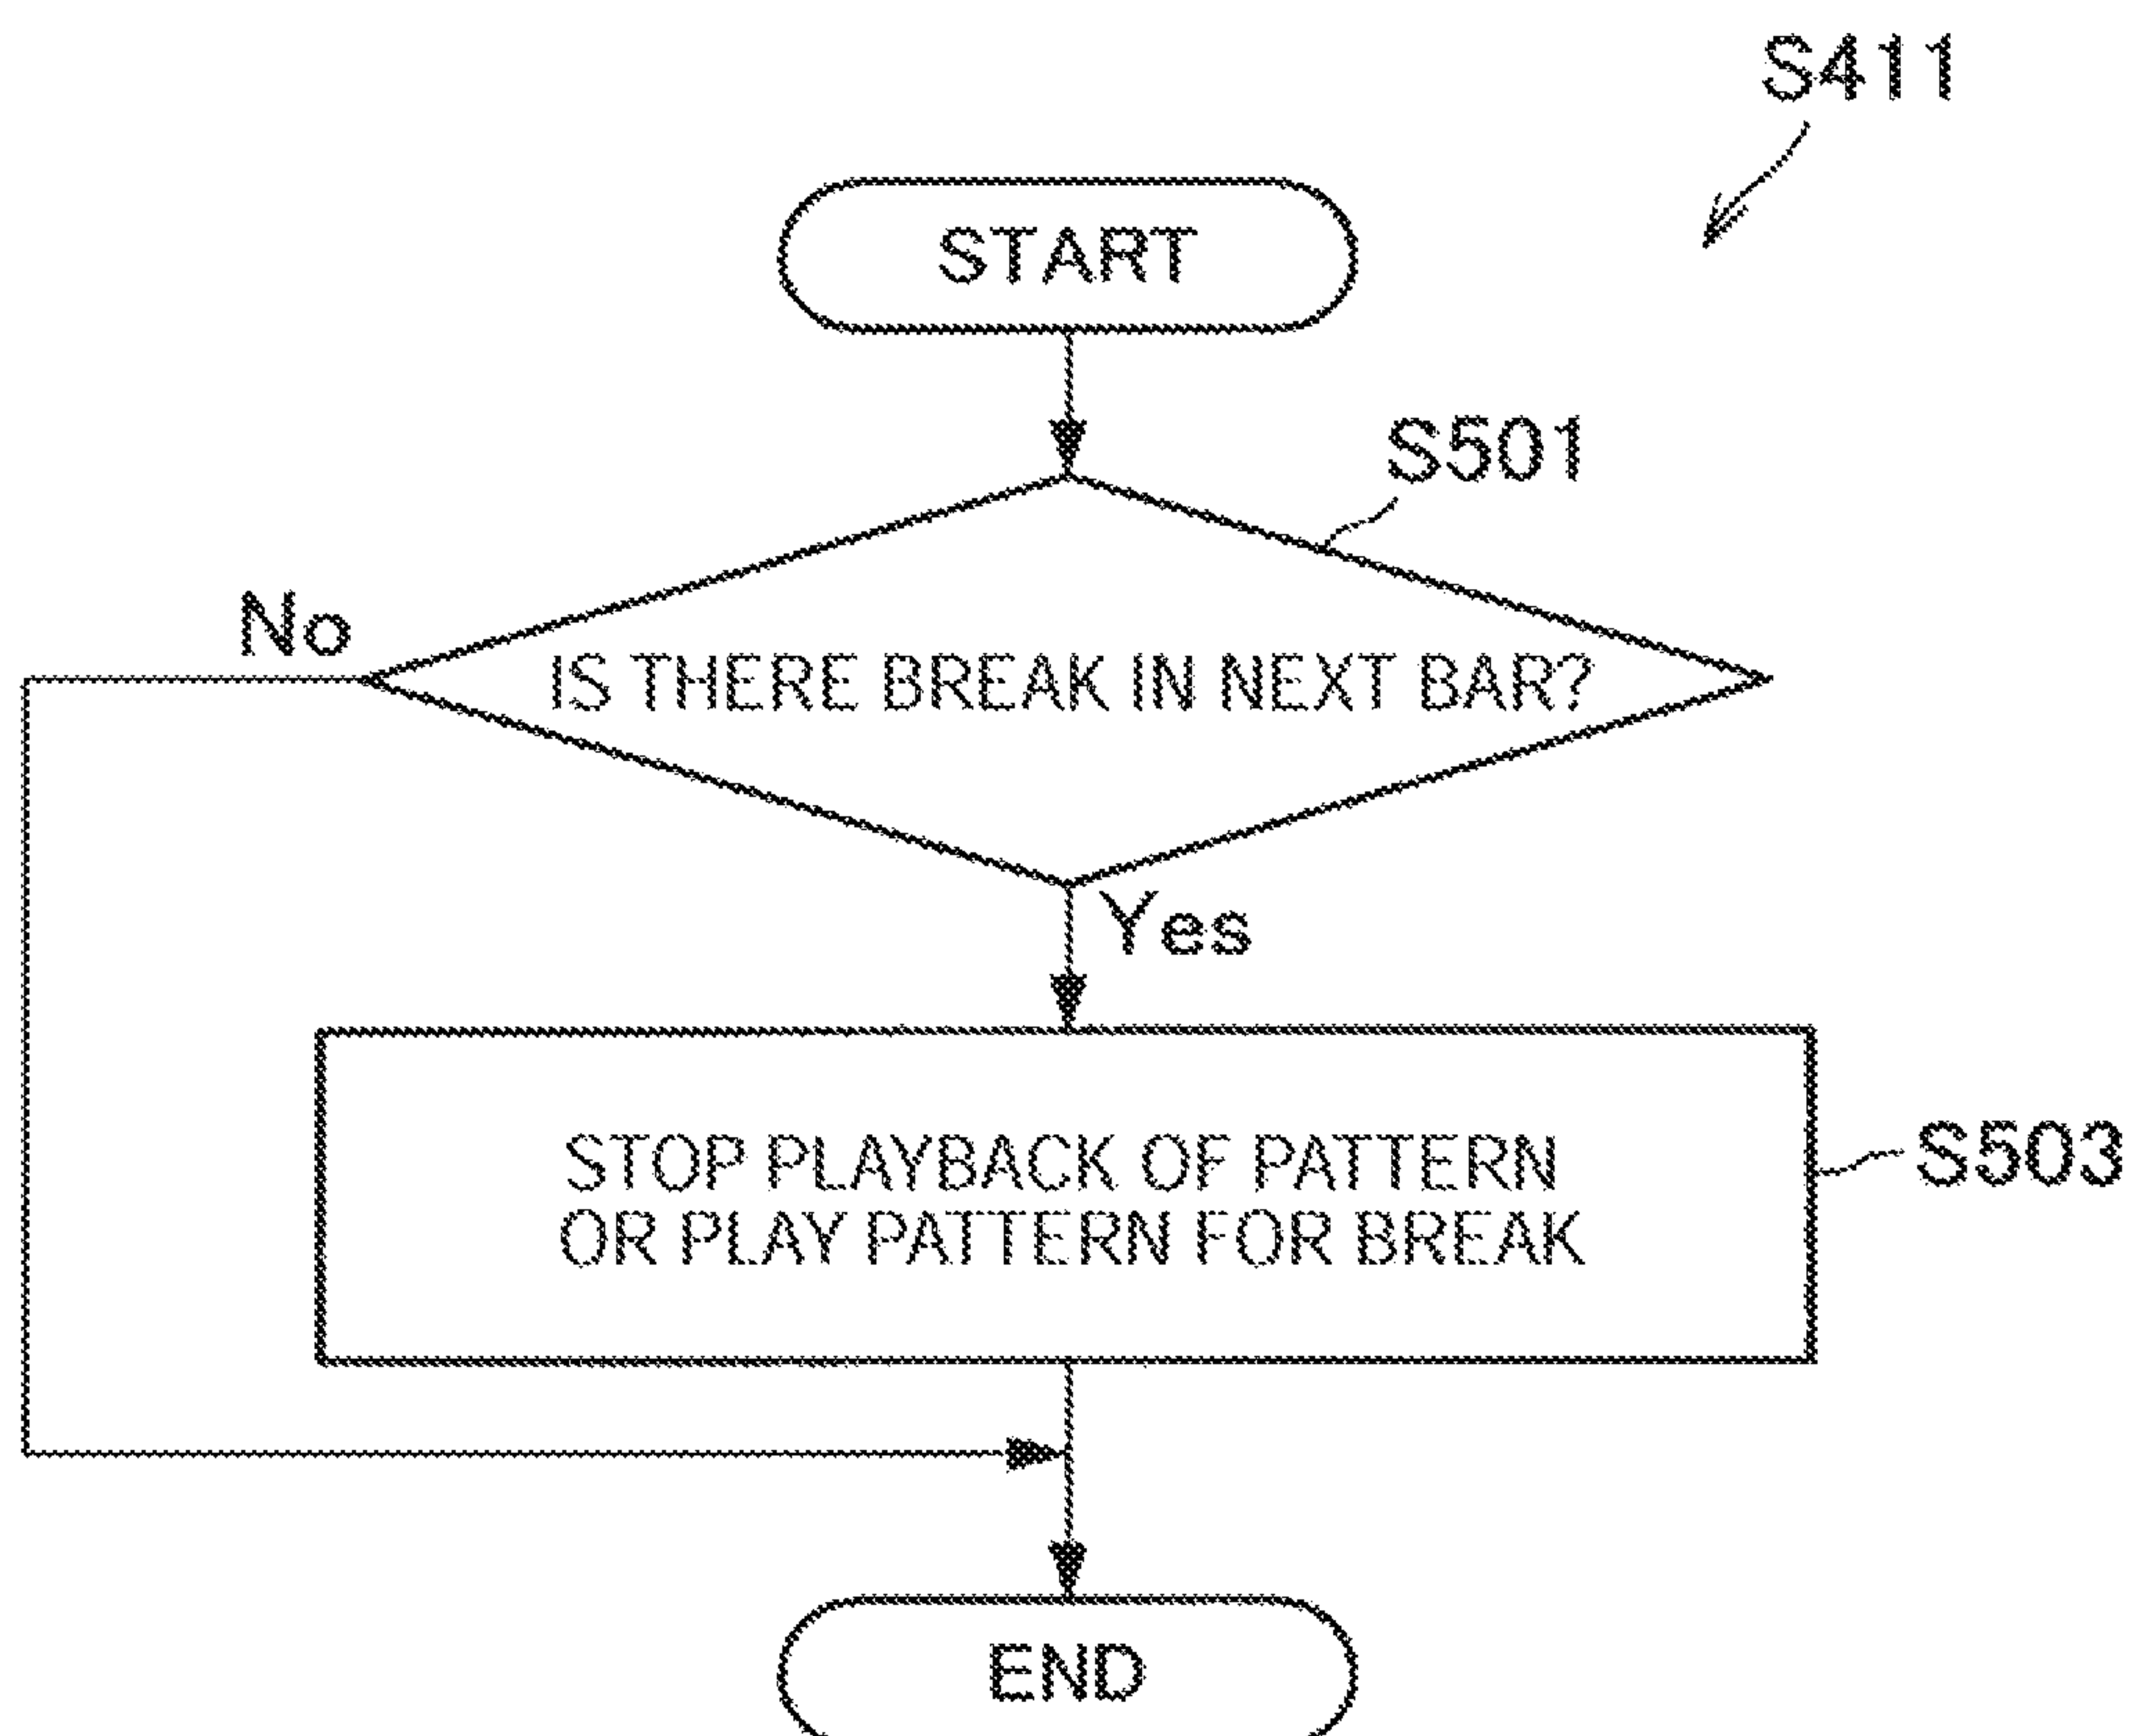 S411
START
S501
No
IS THERE BREAK IN NEXT BAR?
Yes
STOP PLAYBACK OF PATTERN
OR PLAY PATTERN FOR BREAK
S503
END